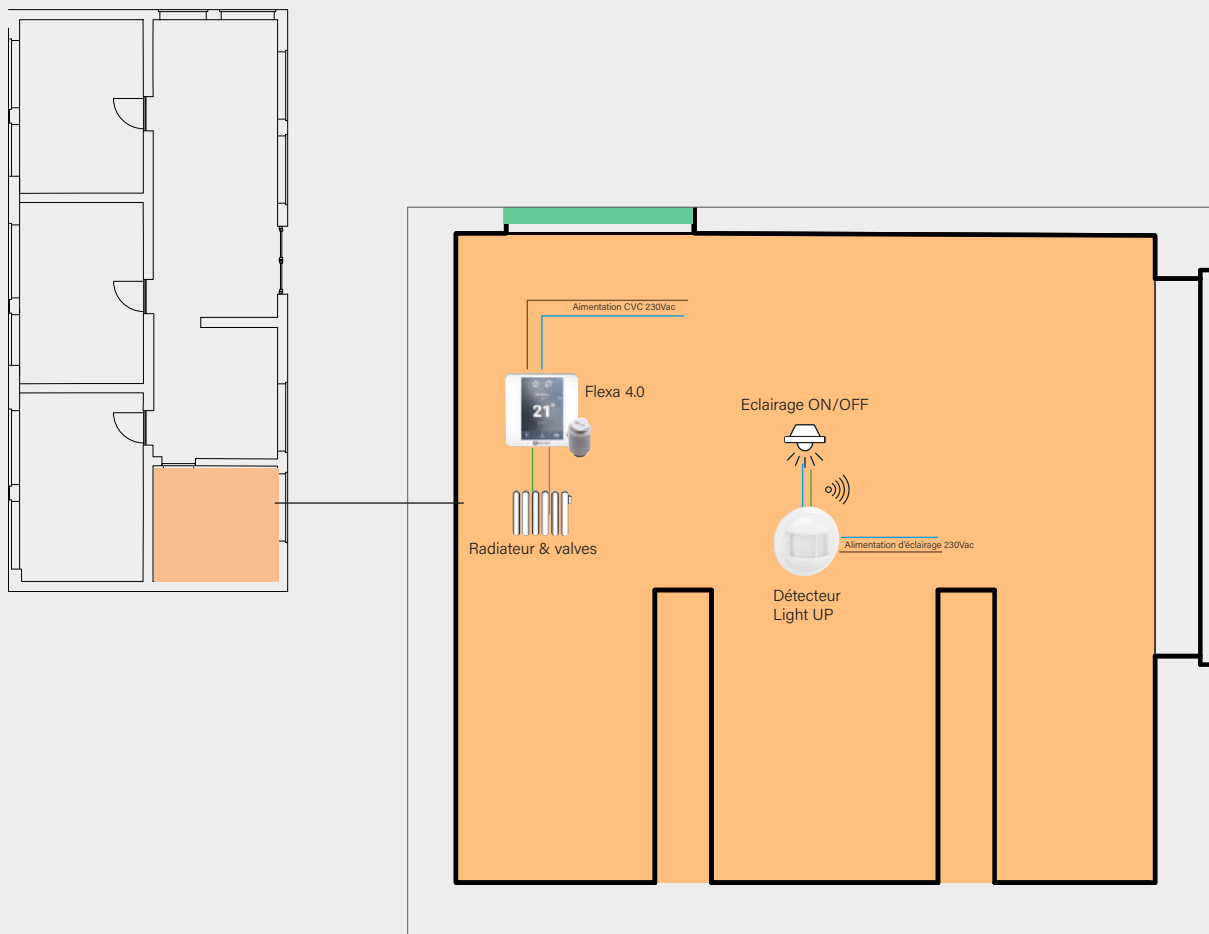 Aimentation CVC 230Vac
Flexa 4.0
21°
Radiateur & valves
Eclairage ON/OFF
Alimentation d'éclairage 230Vac
Détecteur
Light UP